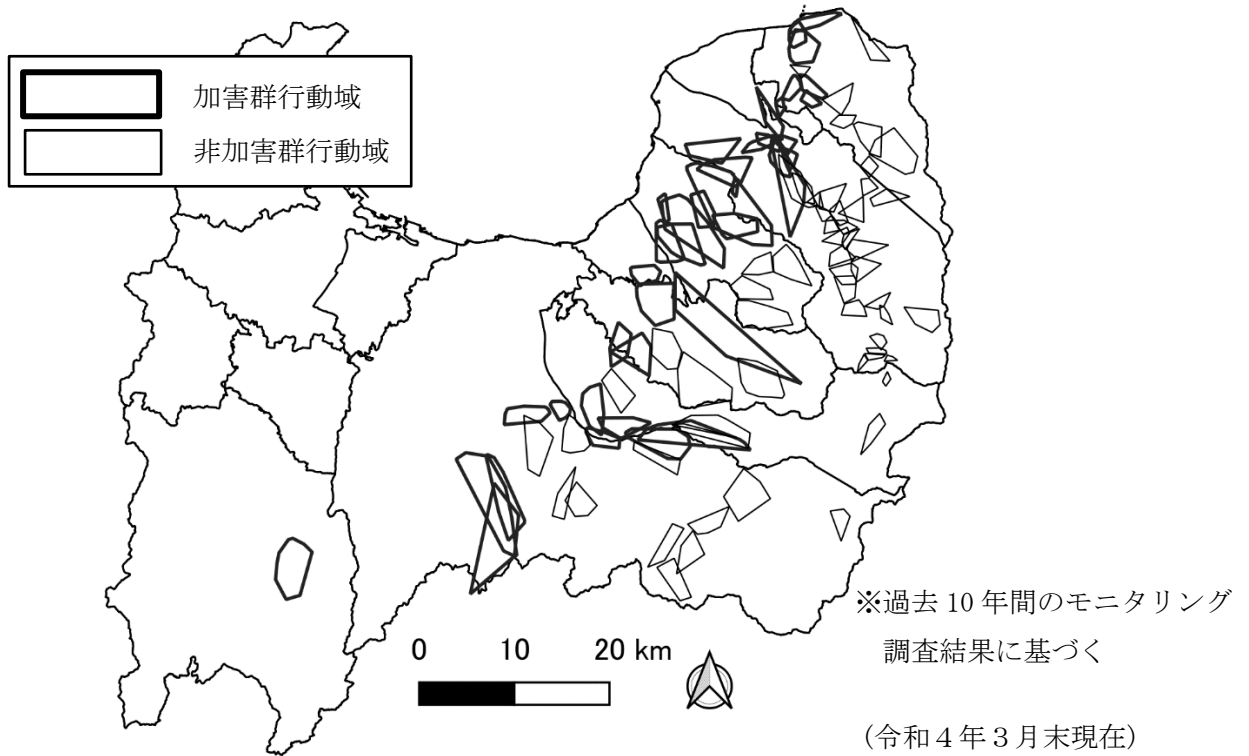 加害群行動域
非加害群行動域
※過去 10 年間のモニタリング
調査結果に基づく
0 10 20 km
(令和４年３月末現在)